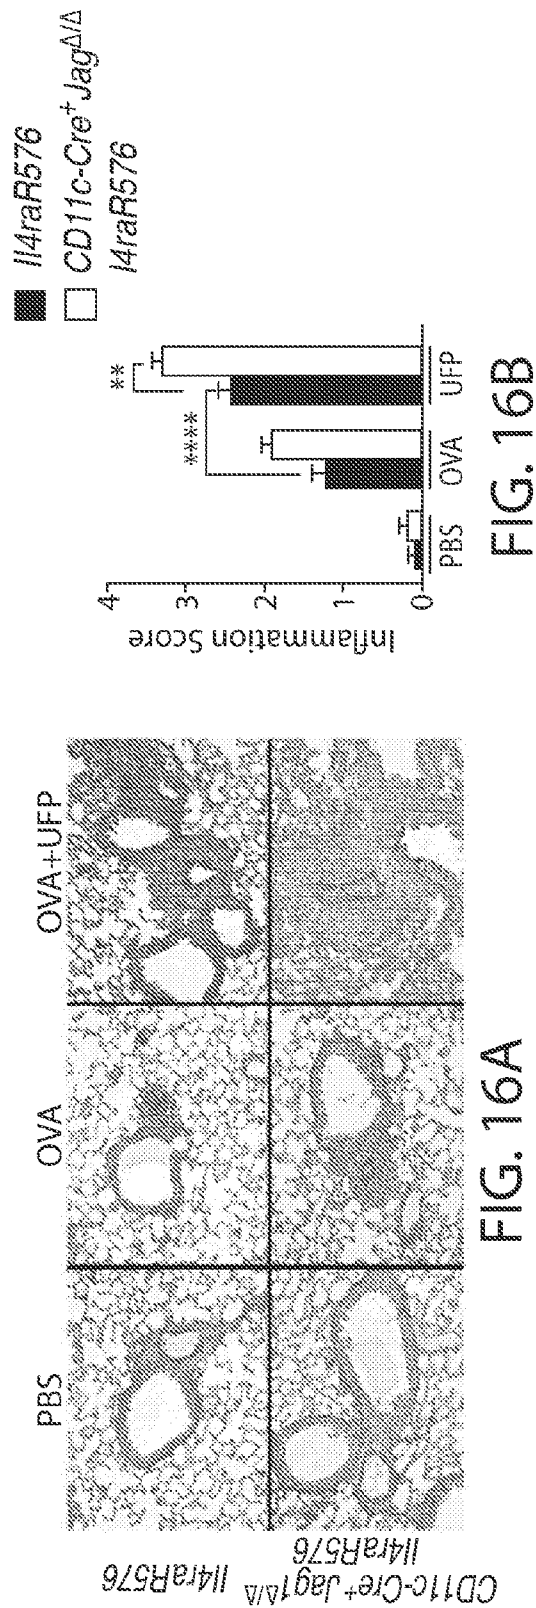 PBS
OVA
OVA+UFP
Il4raR576
CD11c-Cre⁺Jag1Δ/Δ
Il4raR576
FIG. 16A
Il4raR576
CD11c-Cre⁺JagΔ/Δ
I4raR576
Inflammation Score
4
3
2
1
0
**
****
PBS
OVA
UFP
FIG. 16B